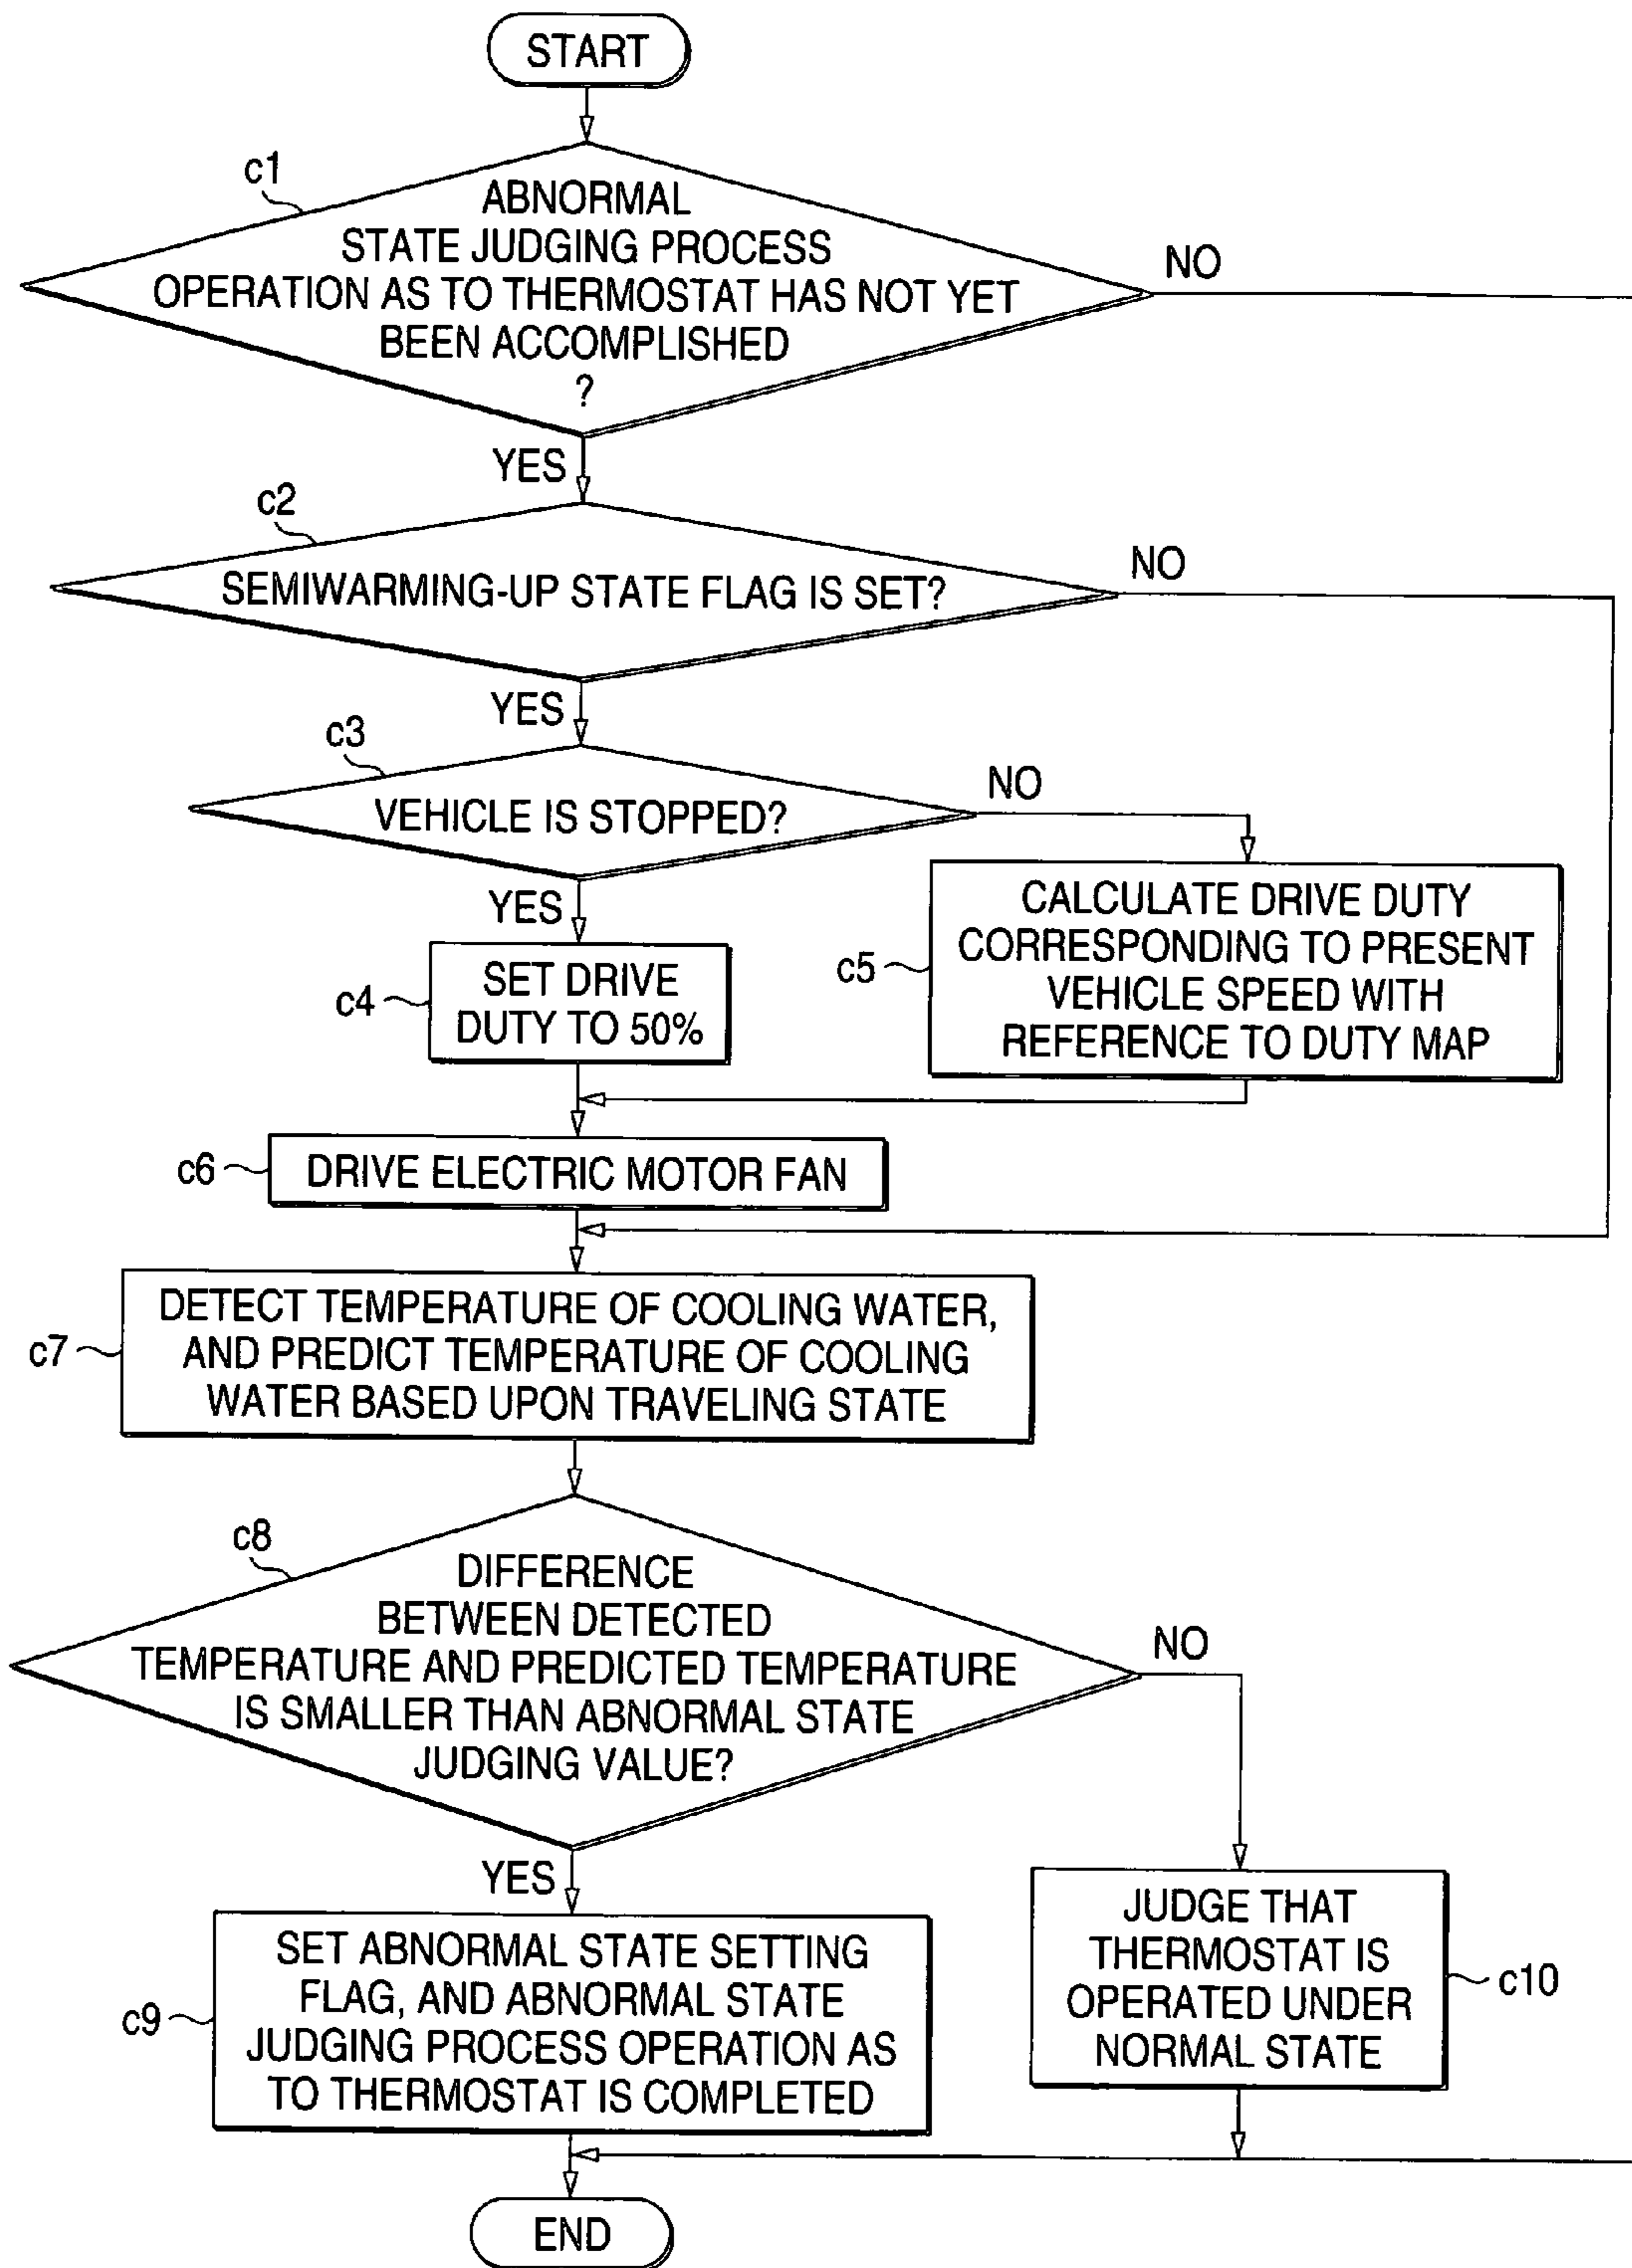 START
c1
ABNORMAL
STATE JUDGING PROCESS
OPERATION AS TO THERMOSTAT HAS NOT YET
BEEN ACCOMPLISHED
?
NO
YES
c2
SEMIWARMING-UP STATE FLAG IS SET?
NO
YES
c3
VEHICLE IS STOPPED?
NO
YES
c4
SET DRIVE
DUTY TO 50%
c5
CALCULATE DRIVE DUTY
CORRESPONDING TO PRESENT
VEHICLE SPEED WITH
REFERENCE TO DUTY MAP
c6
DRIVE ELECTRIC MOTOR FAN
c7
DETECT TEMPERATURE OF COOLING WATER,
AND PREDICT TEMPERATURE OF COOLING
WATER BASED UPON TRAVELING STATE
c8
DIFFERENCE
BETWEEN DETECTED
TEMPERATURE AND PREDICTED TEMPERATURE
IS SMALLER THAN ABNORMAL STATE
JUDGING VALUE?
NO
YES
c9
SET ABNORMAL STATE SETTING
FLAG, AND ABNORMAL STATE
JUDGING PROCESS OPERATION AS
TO THERMOSTAT IS COMPLETED
JUDGE THAT
THERMOSTAT IS
OPERATED UNDER
NORMAL STATE
c10
END